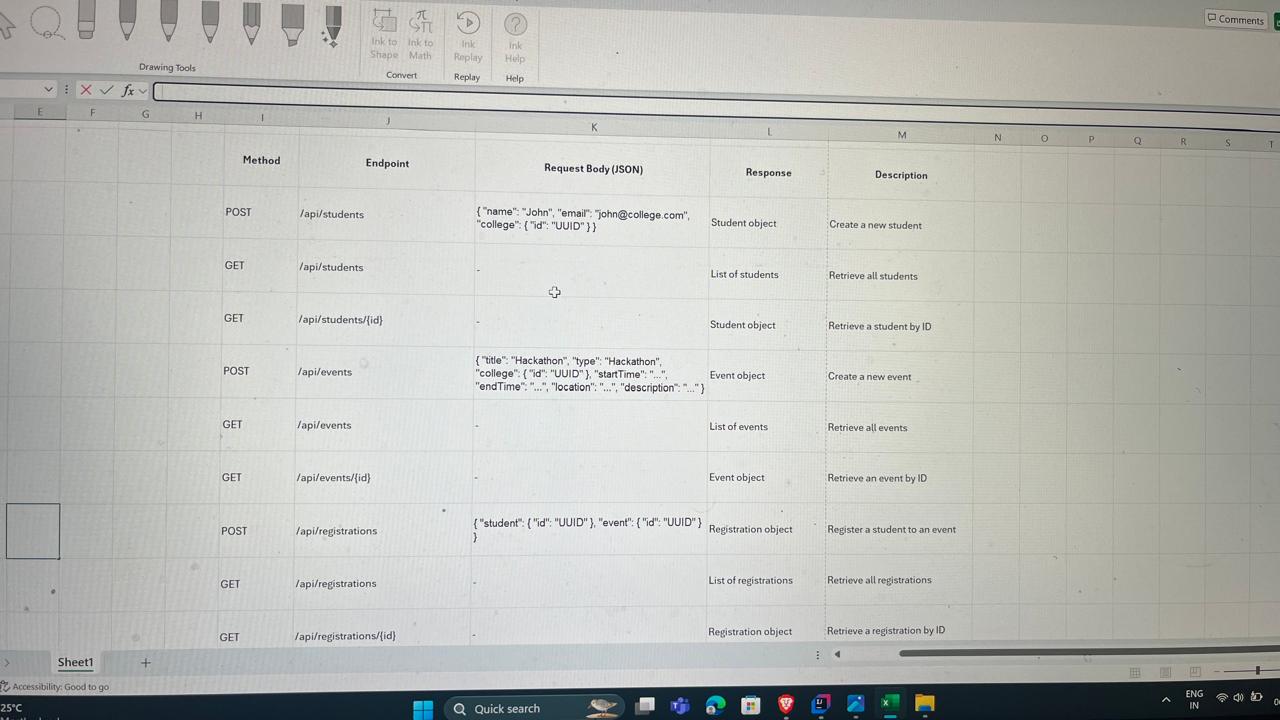 Comments
Ink to Shape
Ink to Math
Ink Replay
Ink Help
Drawing Tools
Convert
Replay
Help
fx
E F G H I J K L M N O P Q R S T
Method Endpoint Request Body (JSON) Response Description
POST /api/students { "name": "John", "email": "john@college.com",
"college": { "id": "UUID" } } Student object Create a new student
GET /api/students - List of students Retrieve all students
GET /api/students/{id} - Student object Retrieve a student by ID
POST /api/events { "title": "Hackathon", "type": "Hackathon",
"college": { "id": "UUID" }, "startTime": "...",
"endTime": "...", "location": "...", "description": "..." } Event object Create a new event
GET /api/events - List of events Retrieve all events
GET /api/events/{id} - Event object Retrieve an event by ID
POST /api/registrations { "student": { "id": "UUID" }, "event": { "id": "UUID" }
} Registration object Register a student to an event
GET /api/registrations - List of registrations Retrieve all registrations
GET /api/registrations/{id} - Registration object Retrieve a registration by ID
Sheet1
Accessibility: Good to go
25°C
Quick search
ENG
IN